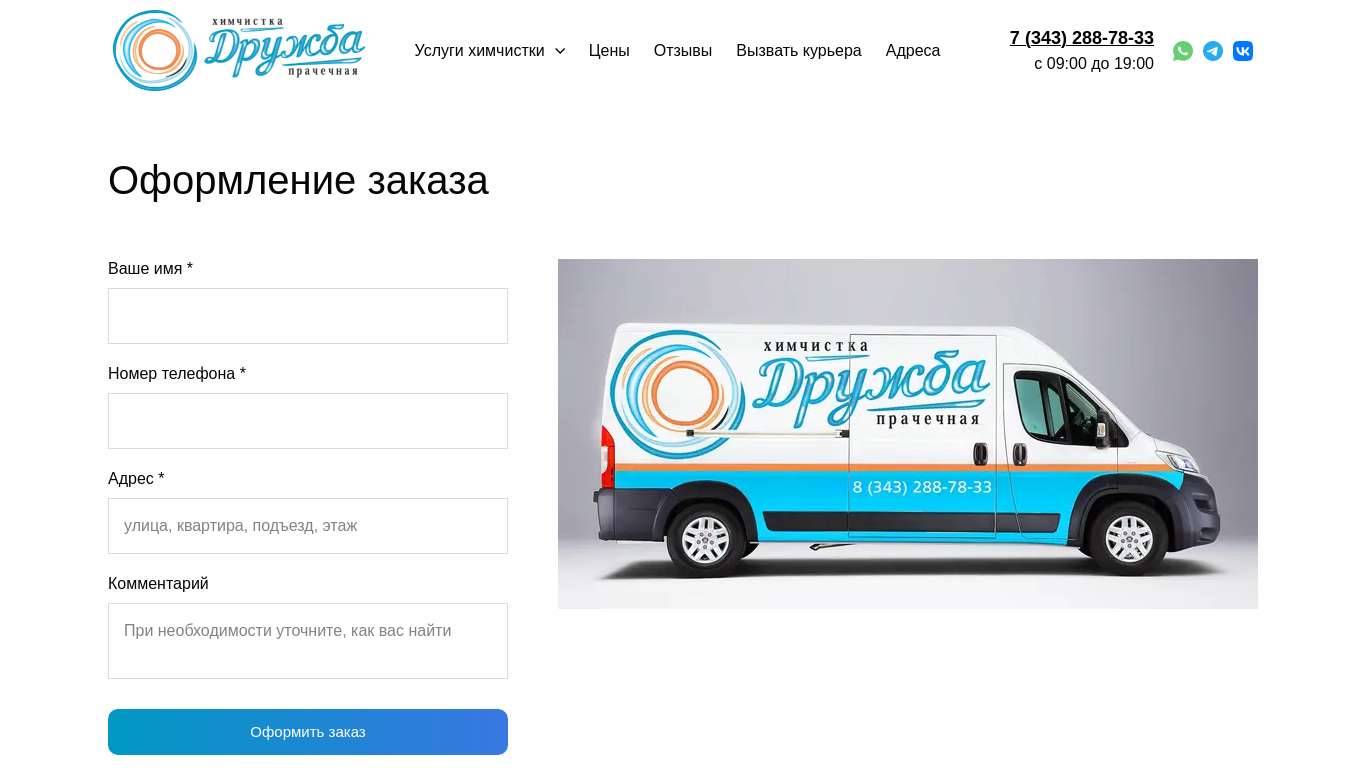 химчистка
Дружба
прачечная
Услуги химчистки
Цены
Отзывы
Вызвать курьера
Адреса
7 (343) 288-78-33
с 09:00 до 19:00
Оформление заказа
Ваше имя *
Номер телефона *
Адрес *
улица, квартира, подъезд, этаж
Комментарий
При необходимости уточните, как вас найти
Оформить заказ
химчистка
Дружба
прачечная
8 (343) 288-78-33